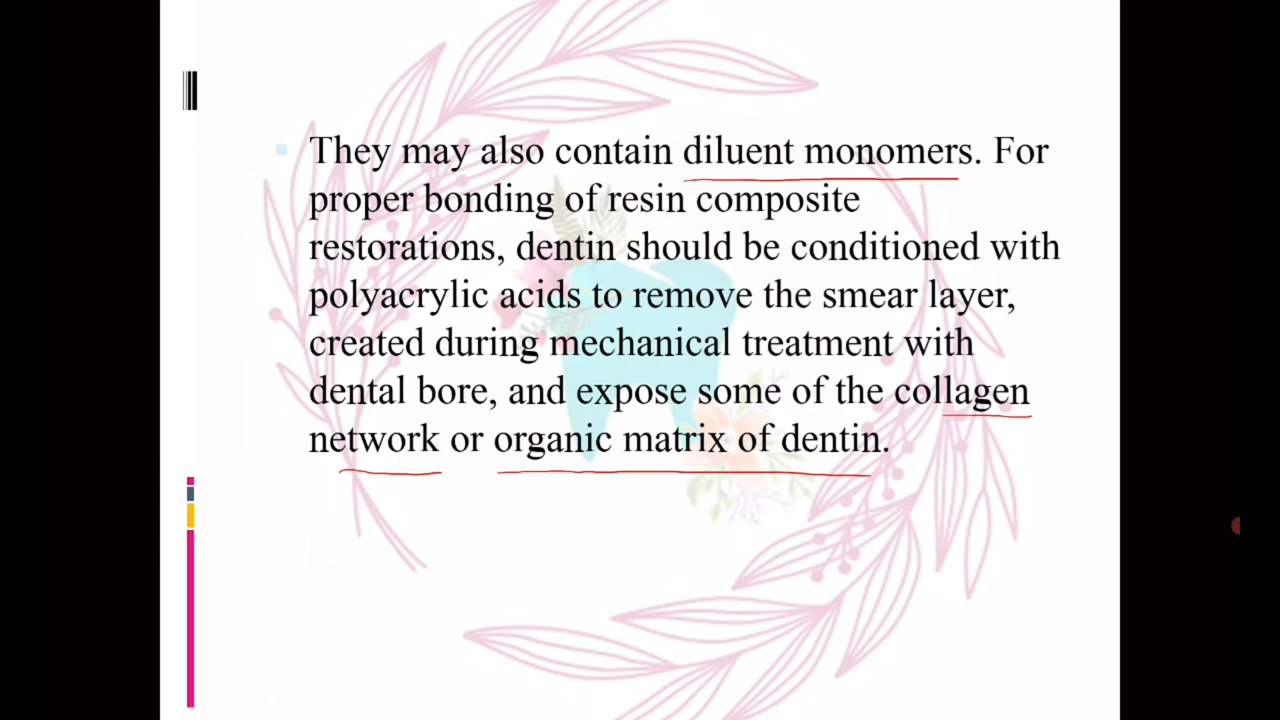 They may also contain diluent monomers. For
proper bonding of resin composite
restorations, dentin should be conditioned with
polyacrylic acids to remove the smear layer,
created during mechanical treatment with
dental bore, and expose some of the collagen
network or organic matrix of dentin.